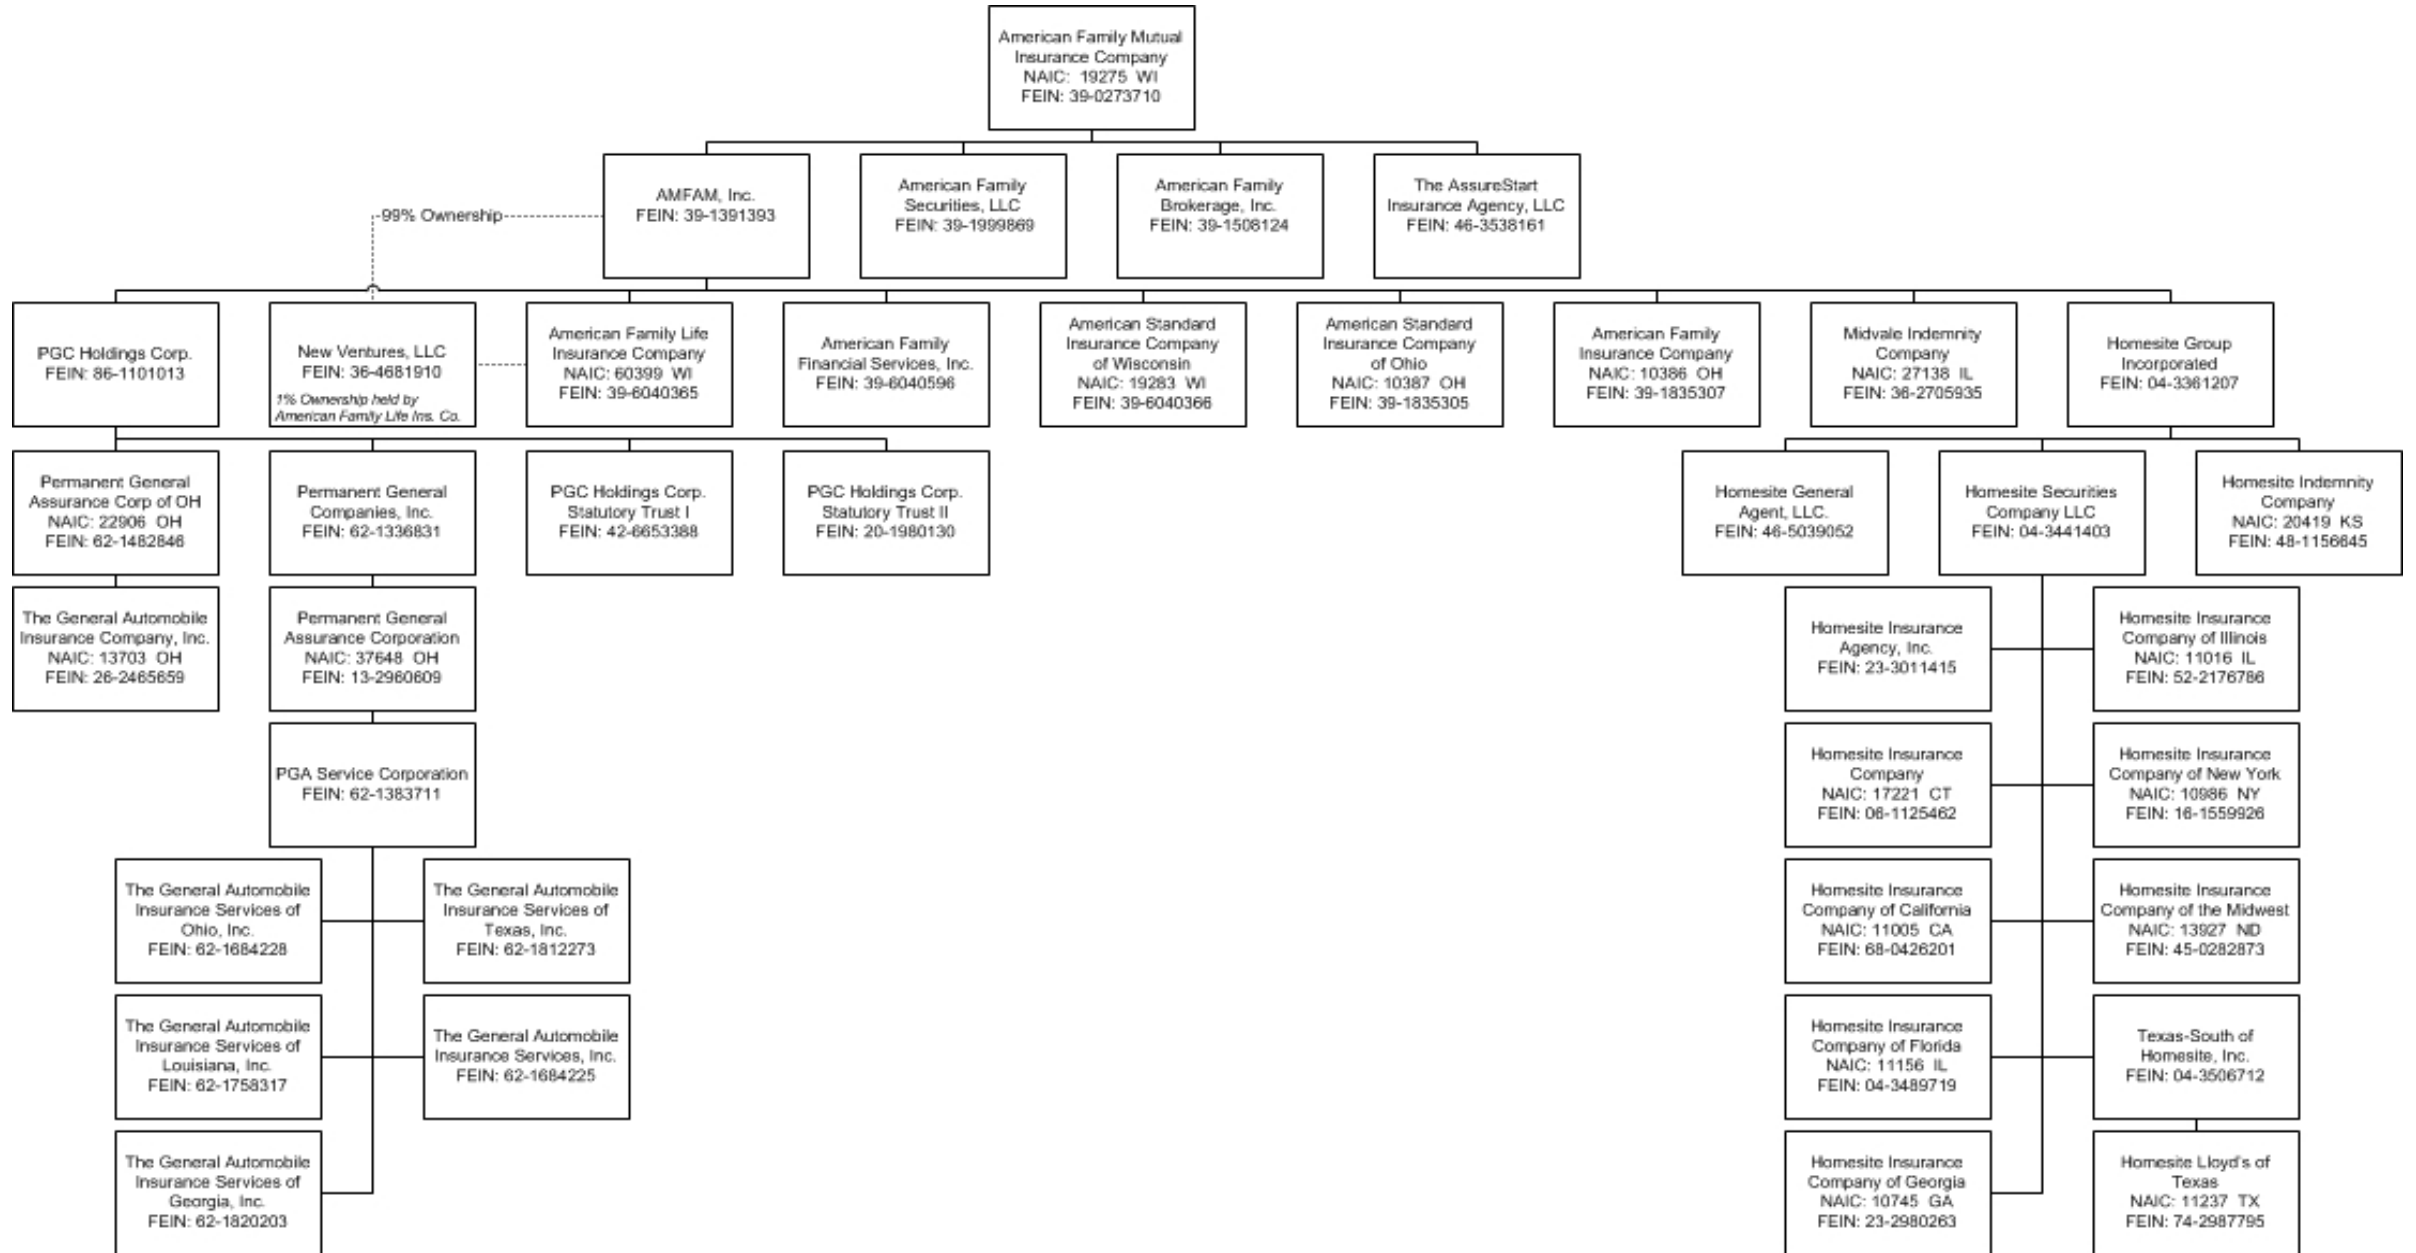 American Family Mutual
Insurance Company
NAIC: 19275 WI
FEIN: 39-0273710
AMFAM, Inc.
FEIN: 39-1391393
American Family
Securities, LLC
FEIN: 39-1999869
American Family
Brokerage, Inc.
FEIN: 39-1508124
The AssureStart
Insurance Agency, LLC
FEIN: 46-3538161
99% Ownership
PGC Holdings Corp.
FEIN: 86-1101013
New Ventures, LLC
FEIN: 36-4681910
1% Ownership held by
American Family Life Ins. Co.
American Family Life
Insurance Company
NAIC: 60399 WI
FEIN: 39-6040365
American Family
Financial Services, Inc.
FEIN: 39-6040596
American Standard
Insurance Company
of Wisconsin
NAIC: 19283 WI
FEIN: 39-6040366
American Standard
Insurance Company
of Ohio
NAIC: 10387 OH
FEIN: 39-1835305
American Family
Insurance Company
NAIC: 10386 OH
FEIN: 39-1835307
Midvale Indemnity
Company
NAIC: 27138 IL
FEIN: 36-2705935
Homesite Group
Incorporated
FEIN: 04-3361207
Permanent General
Assurance Corp of OH
NAIC: 22906 OH
FEIN: 62-1482846
Permanent General
Companies, Inc.
FEIN: 62-1336831
PGC Holdings Corp.
Statutory Trust I
FEIN: 42-6653388
PGC Holdings Corp.
Statutory Trust II
FEIN: 20-1980130
Homesite General
Agent, LLC.
FEIN: 46-5039052
Homesite Securities
Company LLC
FEIN: 04-3441403
Homesite Indemnity
Company
NAIC: 20419 KS
FEIN: 48-1156645
The General Automobile
Insurance Company, Inc.
NAIC: 13703 OH
FEIN: 26-2465659
Permanent General
Assurance Corporation
NAIC: 37648 OH
FEIN: 13-2960609
Homesite Insurance
Agency, Inc.
FEIN: 23-3011415
Homesite Insurance
Company of Illinois
NAIC: 11016 IL
FEIN: 52-2176786
PGA Service Corporation
FEIN: 62-1383711
Homesite Insurance
Company
NAIC: 17221 CT
FEIN: 06-1125462
Homesite Insurance
Company of New York
NAIC: 10986 NY
FEIN: 16-1559926
The General Automobile
Insurance Services of
Ohio, Inc.
FEIN: 62-1684228
The General Automobile
Insurance Services of
Texas, Inc.
FEIN: 62-1812273
Homesite Insurance
Company of California
NAIC: 11005 CA
FEIN: 68-0426201
Homesite Insurance
Company of the Midwest
NAIC: 13927 ND
FEIN: 45-0282873
The General Automobile
Insurance Services of
Louisiana, Inc.
FEIN: 62-1758317
The General Automobile
Insurance Services, Inc.
FEIN: 62-1684225
Homesite Insurance
Company of Florida
NAIC: 11156 IL
FEIN: 04-3489719
Texas-South of
Homesite, Inc.
FEIN: 04-3506712
The General Automobile
Insurance Services of
Georgia, Inc.
FEIN: 62-1820203
Homesite Insurance
Company of Georgia
NAIC: 10745 GA
FEIN: 23-2980263
Homesite Lloyd's of
Texas
NAIC: 11237 TX
FEIN: 74-2987795